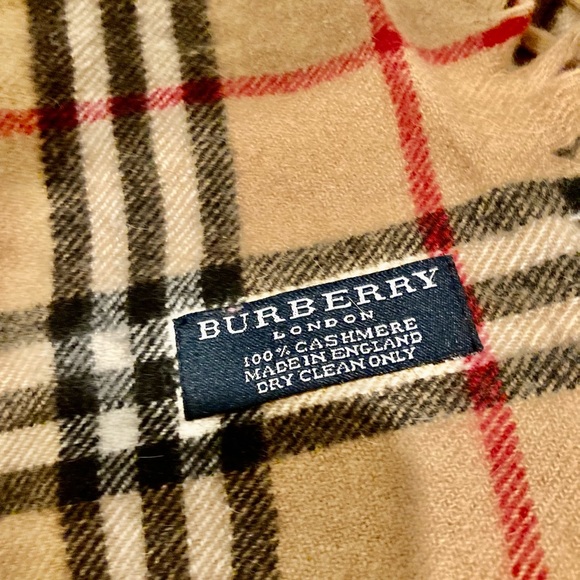 BURBERRY
LONDON
100% CASHMERE
MADE IN ENGLAND
DRY CLEAN ONLY